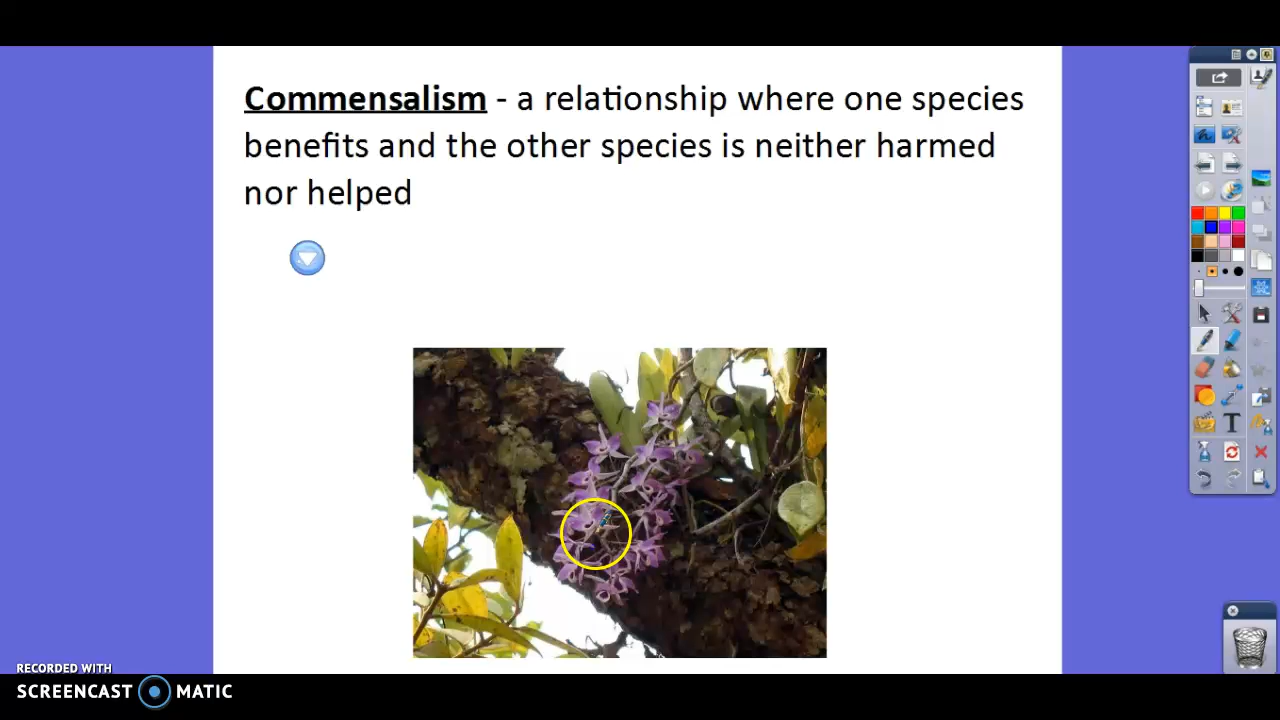 Commensalism - a relationship where one species
benefits and the other species is neither harmed
nor helped
RECORDED WITH
SCREENCAST MATIC